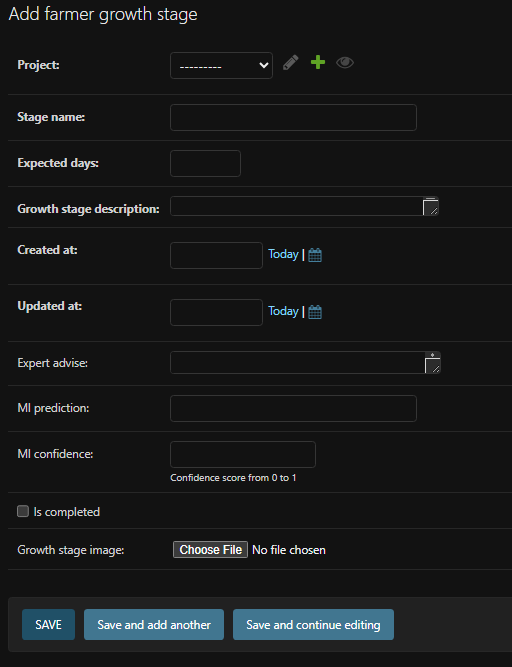 Add farmer growth stage
Project: ---------
Stage name:
Expected days:
Growth stage description:
Created at: Today |
Updated at: Today |
Expert advise:
Ml prediction:
Ml confidence:
Confidence score from 0 to 1
Is completed
Growth stage image: Choose File No file chosen
SAVE Save and add another Save and continue editing